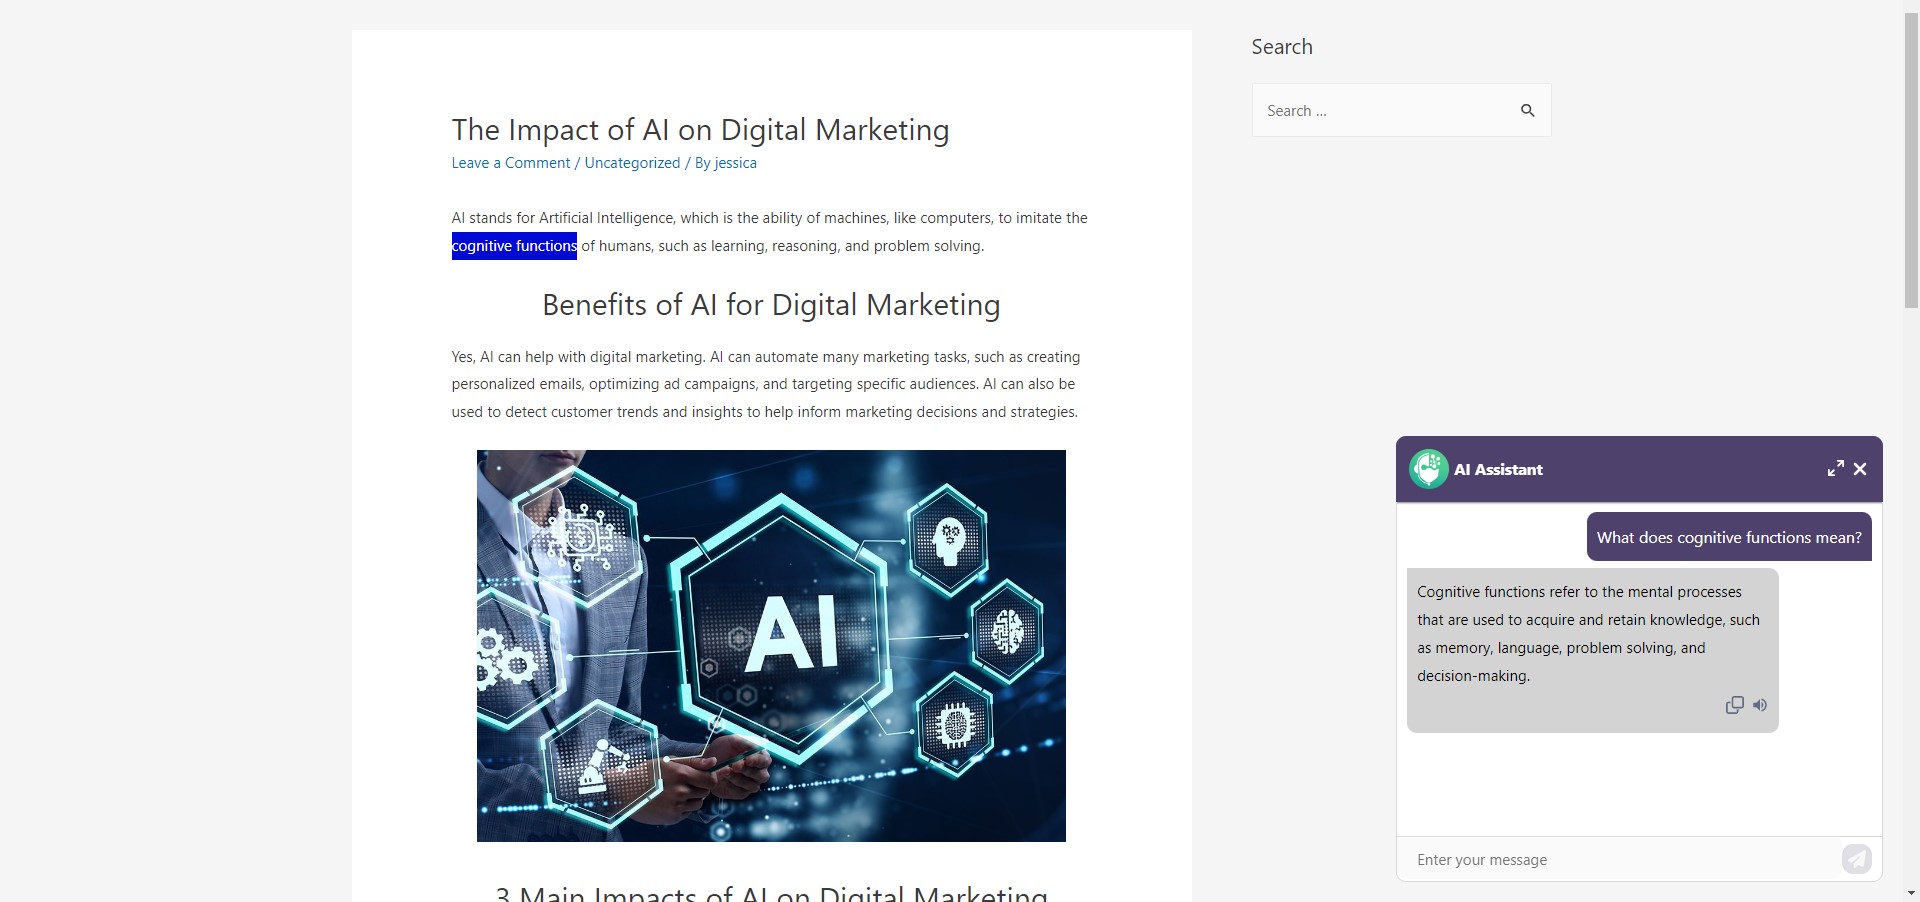 The Impact of AI on Digital Marketing
Leave a Comment / Uncategorized / By jessica
AI stands for Artificial Intelligence, which is the ability of machines, like computers, to imitate the
cognitive functions of humans, such as learning, reasoning, and problem solving.
Benefits of AI for Digital Marketing
Yes, AI can help with digital marketing. AI can automate many marketing tasks, such as creating
personalized emails, optimizing ad campaigns, and targeting specific audiences. AI can also be
used to detect customer trends and insights to help inform marketing decisions and strategies.
AI
3 Main Impacts of AI on Digital Marketing
Search
Search ...
AI Assistant
What does cognitive functions mean?
Cognitive functions refer to the mental processes
that are used to acquire and retain knowledge, such
as memory, language, problem solving, and
decision-making.
Enter your message